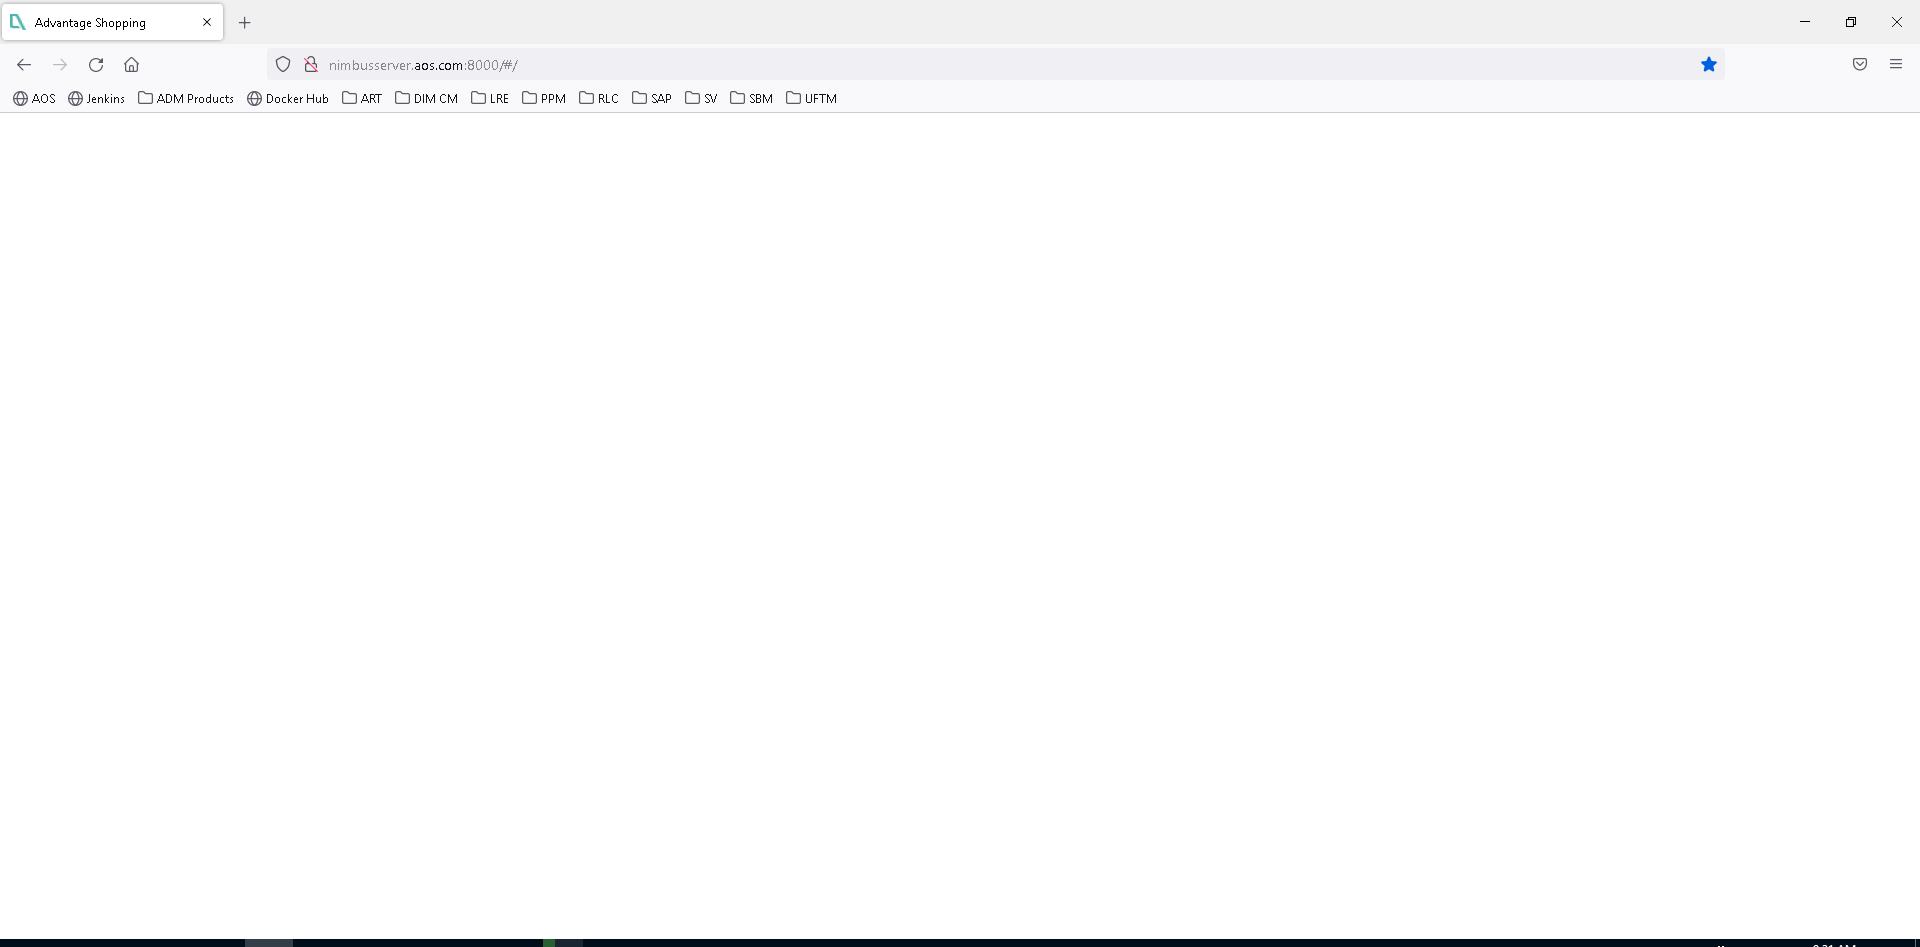 Advantage Shopping
nimbusserver.aos.com:8000/#/
AOS Jenkins ADM Products Docker Hub ART DIM CM LRE PPM RLC SAP SV SBM UFTM